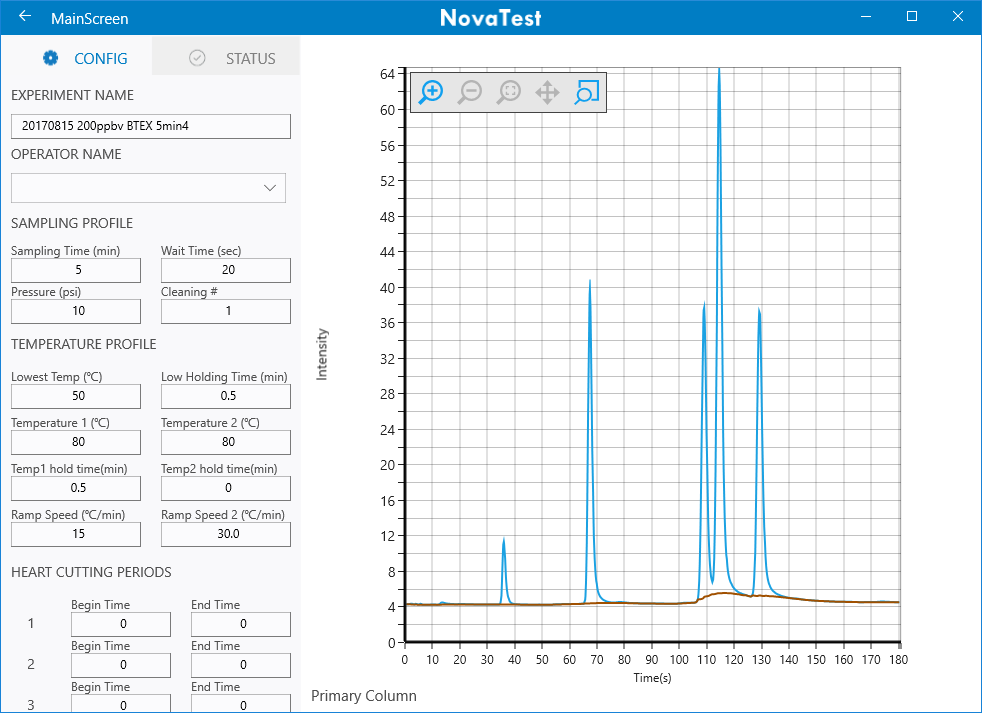 MainScreen
NovaTest
CONFIG
STATUS
EXPERIMENT NAME
20170815 200ppbv BTEX 5min4
OPERATOR NAME
SAMPLING PROFILE
Sampling Time (min)
Wait Time (sec)
5
20
Pressure (psi)
Cleaning #
10
1
TEMPERATURE PROFILE
Lowest Temp (℃)
Low Holding Time (min)
50
0.5
Temperature 1 (℃)
Temperature 2 (℃)
80
80
Temp1 hold time(min)
Temp2 hold time(min)
0.5
0
Ramp Speed (℃/min)
Ramp Speed 2 (℃/min)
15
30.0
HEART CUTTING PERIODS
Begin Time
End Time
1
0
0
Begin Time
End Time
2
0
0
Begin Time
End Time
3
0
0
Intensity
64
60
56
52
48
44
40
36
32
28
24
20
16
12
8
4
0
0 10 20 30 40 50 60 70 80 90 100 110 120 130 140 150 160 170 180
Time(s)
Primary Column